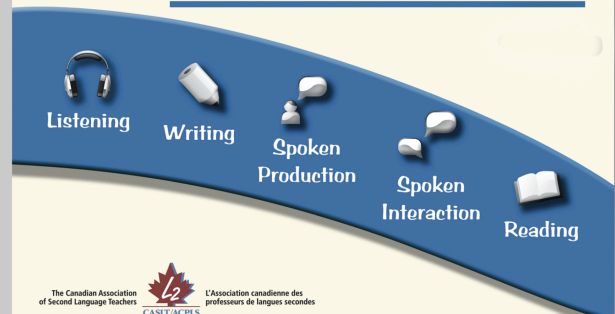 Listening
Writing
Spoken
Production
Spoken
Interaction
Reading
The Canadian Association
of Second Language Teachers
L2
CASLT/ACPLS
L'Association canadienne des
professeurs de langues secondes